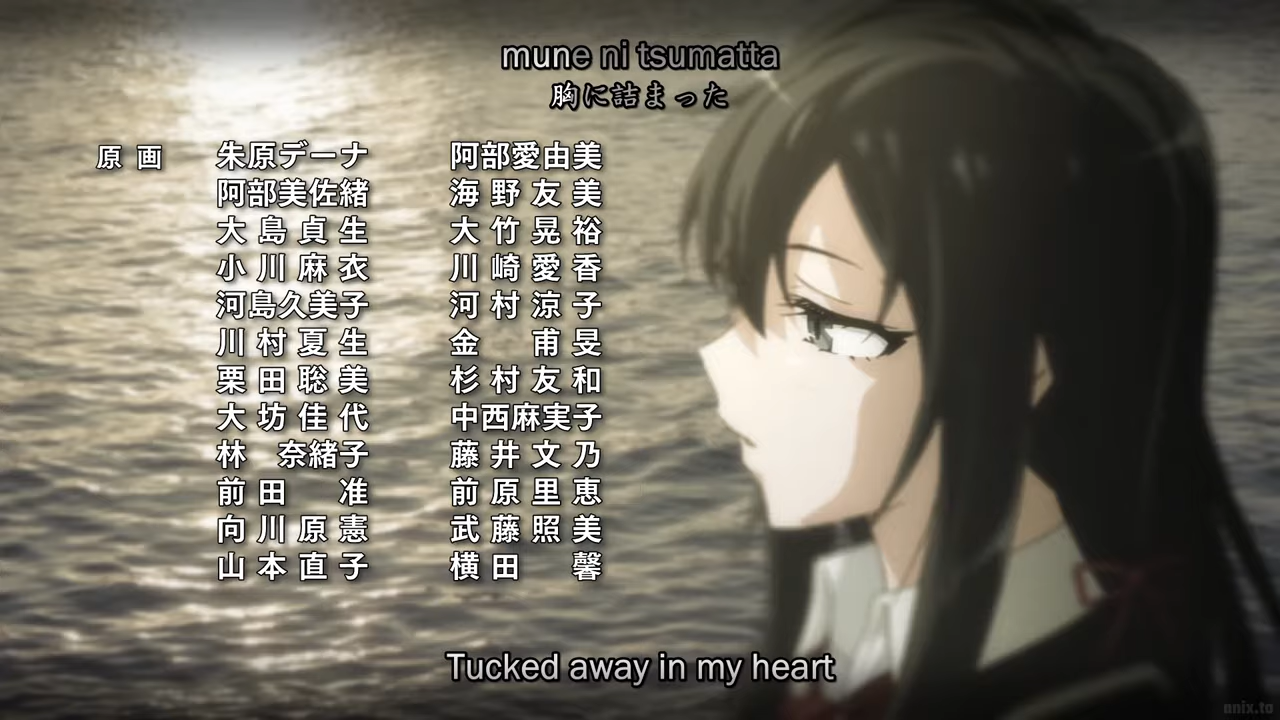 mune ni tsumatta
胸に詰まった
原画 朱原デーナ 阿部愛由美
阿部美佐緒 海野友美
大島貞生 大竹晃裕
小川麻衣 川崎愛香
河島久美子 河村涼子
川村夏生 金甫旻
栗田聡美 杉村友和
大坊佳代 中西麻実子
林奈緒子 藤井文乃
前田准 前原里恵
向川原憲 武藤照美
山本直子 横田馨
Tucked away in my heart
anix.to